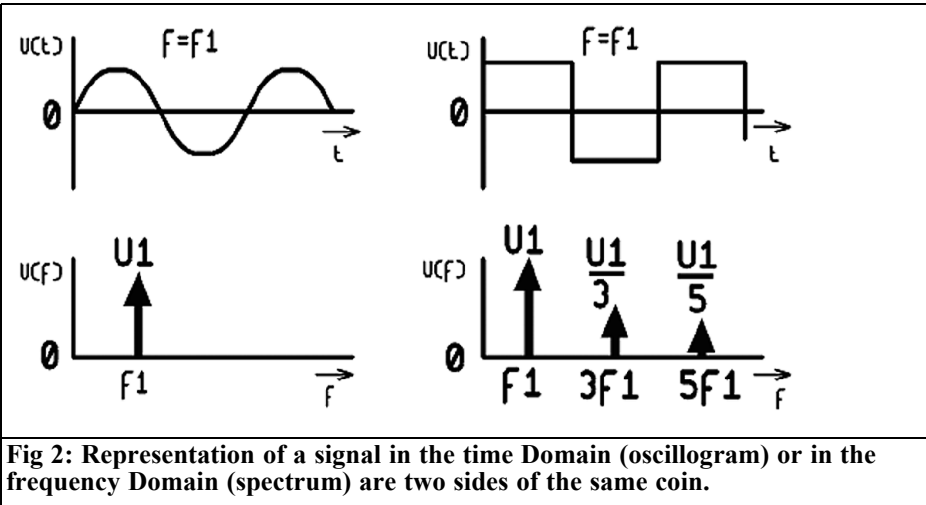 U(t)
F=F1
0
t
U(t)
F=F1
0
t
U(f)
U1
0
F1
f
U(f)
U1
U1
3
U1
5
0
F1
3F1
5F1
f
Fig 2: Representation of a signal in the time Domain (oscillogram) or in the
frequency Domain (spectrum) are two sides of the same coin.